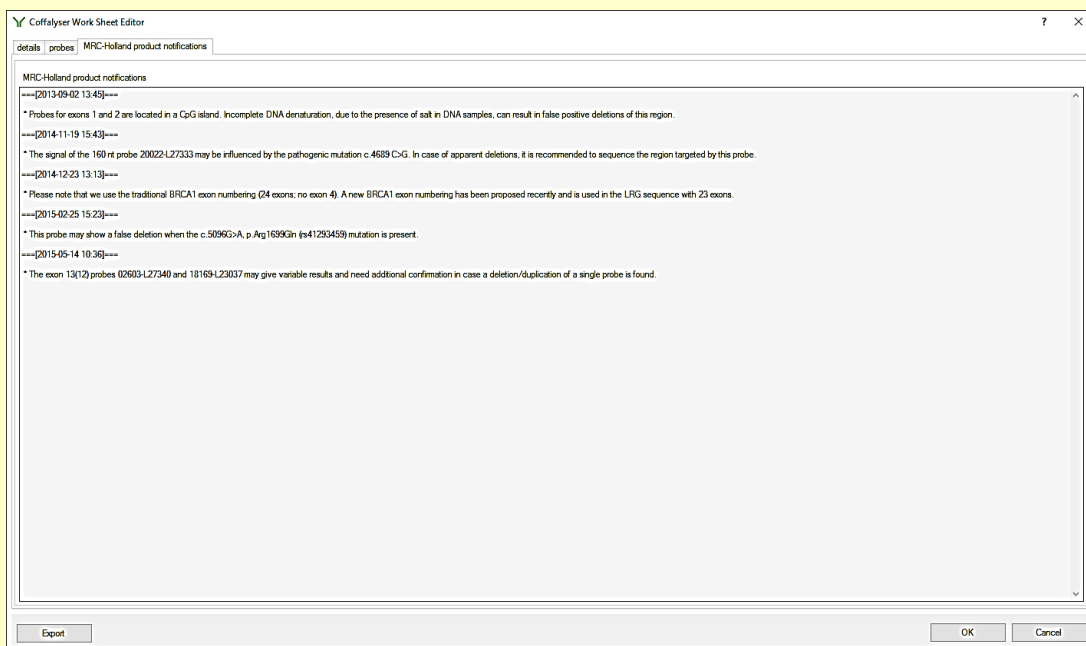 Coffalyser Work Sheet Editor
details probes MRC-Holland product notifications
MRC-Holland product notifications
===[2013-09-02 13:45]===
* Probes for exons 1 and 2 are located in a CpG island. Incomplete DNA denaturation, due to the presence of salt in DNA samples, can result in false positive deletions of this region.
===[2014-11-19 15:43]===
* The signal of the 160 nt probe 20022-L27333 may be influenced by the pathogenic mutation c.4689 C>G. In case of apparent deletions, it is recommended to sequence the region targeted by this probe.
===[2014-12-23 13:13]===
* Please note that we use the traditional BRCA1 exon numbering (24 exons; no exon 4). A new BRCA1 exon numbering has been proposed recently and is used in the LRG sequence with 23 exons.
===[2015-02-25 15:23]===
* This probe may show a false deletion when the c.5096G>A, p.Arg1699Gln (rs41293459) mutation is present.
===[2015-05-14 10:36]===
* The exon 13(12) probes 02603-L27340 and 18169-L23037 may give variable results and need additional confirmation in case a deletion/duplication of a single probe is found.
Export OK Cancel